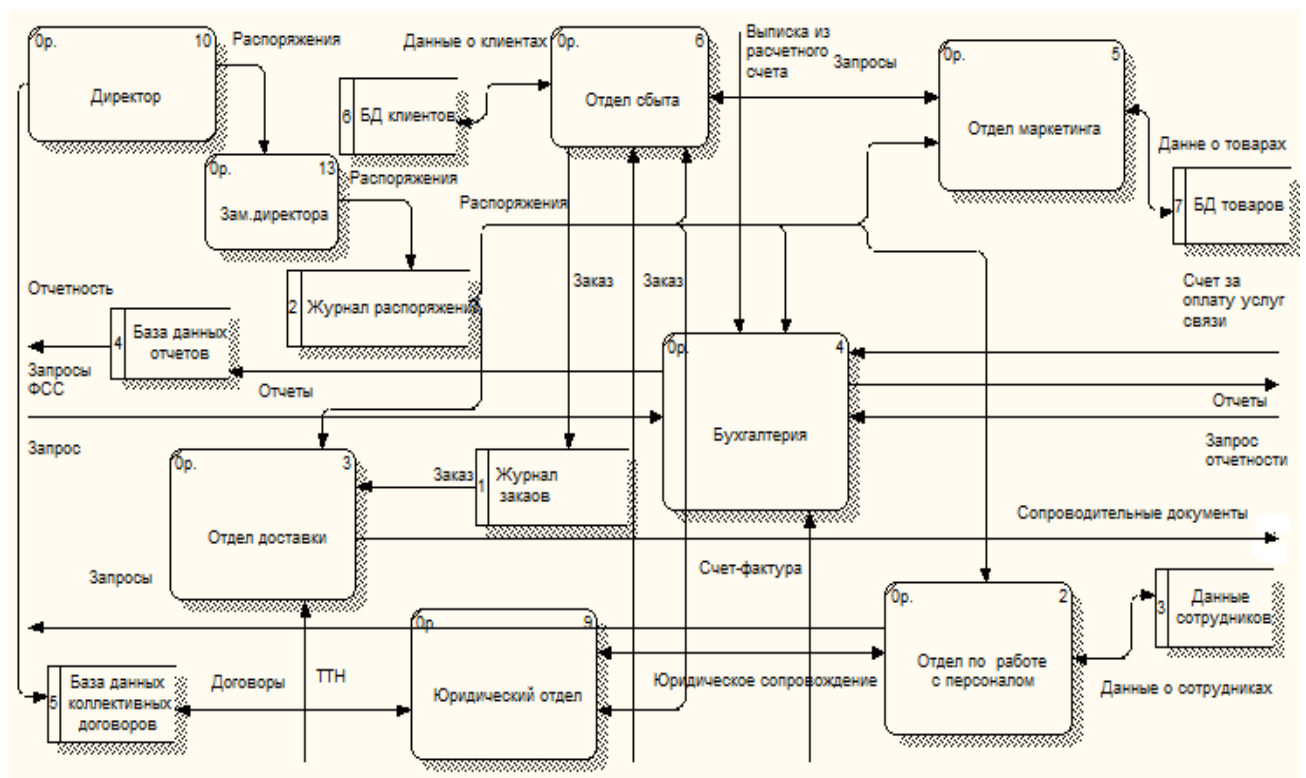 0р.
10
Директор
Распоряжения
Данные о клиентах
0р.
6
Отдел сбыта
Выписка из
расчетного
счета
Запросы
0р.
5
Отдел маркетинга
6
БД клиентов
0р.
13
Зам.директора
Распоряжения
Распоряжения
Данне о товарах
7
БД товаров
Отчетность
2
Журнал распоряжений
Заказ
Заказ
Счет за
оплату услуг
связи
4
База данных
отчетов
0р.
4
Бухгалтерия
Запросы
ФСС
Отчеты
Отчеты
Запрос
Запрос
отчетности
0р.
3
Отдел доставки
Заказ
1
Журнал
закаов
Сопроводительные документы
Запросы
Счет-фактура
0р.
9
Юридический отдел
0р.
2
Отдел по работе
с персоналом
3
Данные
сотрудников
5
База данных
коллективных
договоров
Договоры
ТТН
Юридическое сопровождение
Данные о сотрудниках